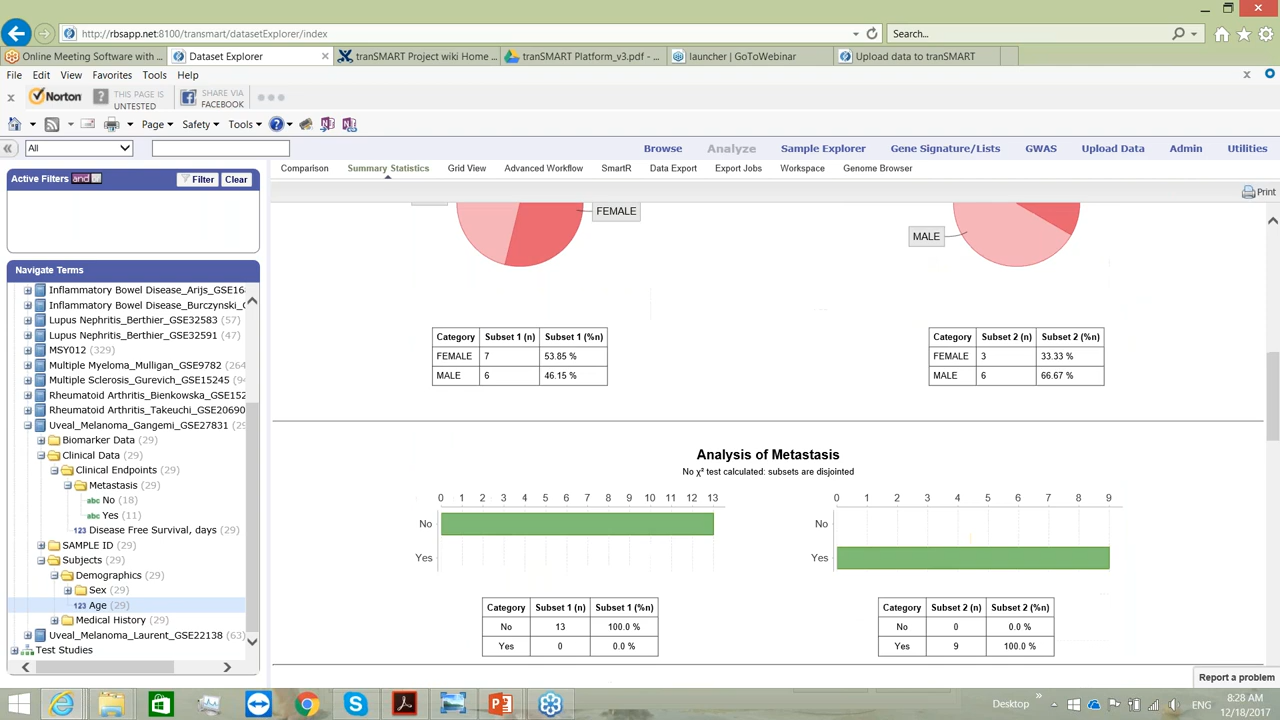 http://rbsapp.net:8100/transmart/datasetExplorer/index
Search...
Online Meeting Software with ...
Dataset Explorer
tranSMART Project wiki Home ...
tranSMART Platform_v3.pdf - ...
launcher | GoToWebinar
Upload data to tranSMART
File Edit View Favorites Tools Help
x
Norton
THIS PAGE IS
UNTESTED
SHARE VIA
FACEBOOK
Page Safety Tools
All
Browse Analyze Sample Explorer Gene Signature/Lists GWAS Upload Data Admin Utilities
Comparison Summary Statistics Grid View Advanced Workflow SmartR Data Export Export Jobs Workspace Genome Browser
Print
Active Filters and
Filter Clear
Navigate Terms
Inflammatory Bowel Disease_Arijs_GSE16
Inflammatory Bowel Disease_Burczynski_
Lupus Nephritis_Berthier_GSE32583 (57)
Lupus Nephritis_Berthier_GSE32591 (47)
MSY012 (329)
Multiple Myeloma_Mulligan_GSE9782 (264
Multiple Sclerosis_Gurevich_GSE15245 (9
Rheumatoid Arthritis_Bienkowska_GSE152
Rheumatoid Arthritis_Takeuchi_GSE20690
Uveal_Melanoma_Gangemi_GSE27831 (29
Biomarker Data (29)
Clinical Data (29)
Clinical Endpoints (29)
Metastasis (29)
abc No (18)
abc Yes (11)
123 Disease Free Survival, days (29)
SAMPLE ID (29)
Subjects (29)
Demographics (29)
Sex (29)
123 Age (29)
Medical History (29)
Uveal_Melanoma_Laurent_GSE22138 (63)
Test Studies
FEMALE
MALE
Category Subset 1 (n) Subset 1 (%n)
FEMALE 7 53.85 %
MALE 6 46.15 %
Category Subset 2 (n) Subset 2 (%n)
FEMALE 3 33.33 %
MALE 6 66.67 %
Analysis of Metastasis
No χ² test calculated: subsets are disjointed
0 1 2 3 4 5 6 7 8 9 10 11 12 13
No
Yes
0 1 2 3 4 5 6 7 8 9
No
Yes
Category Subset 1 (n) Subset 1 (%n)
No 13 100.0 %
Yes 0 0.0 %
Category Subset 2 (n) Subset 2 (%n)
No 0 0.0 %
Yes 9 100.0 %
Report a problem
Desktop
ENG
8:28 AM
12/18/2017